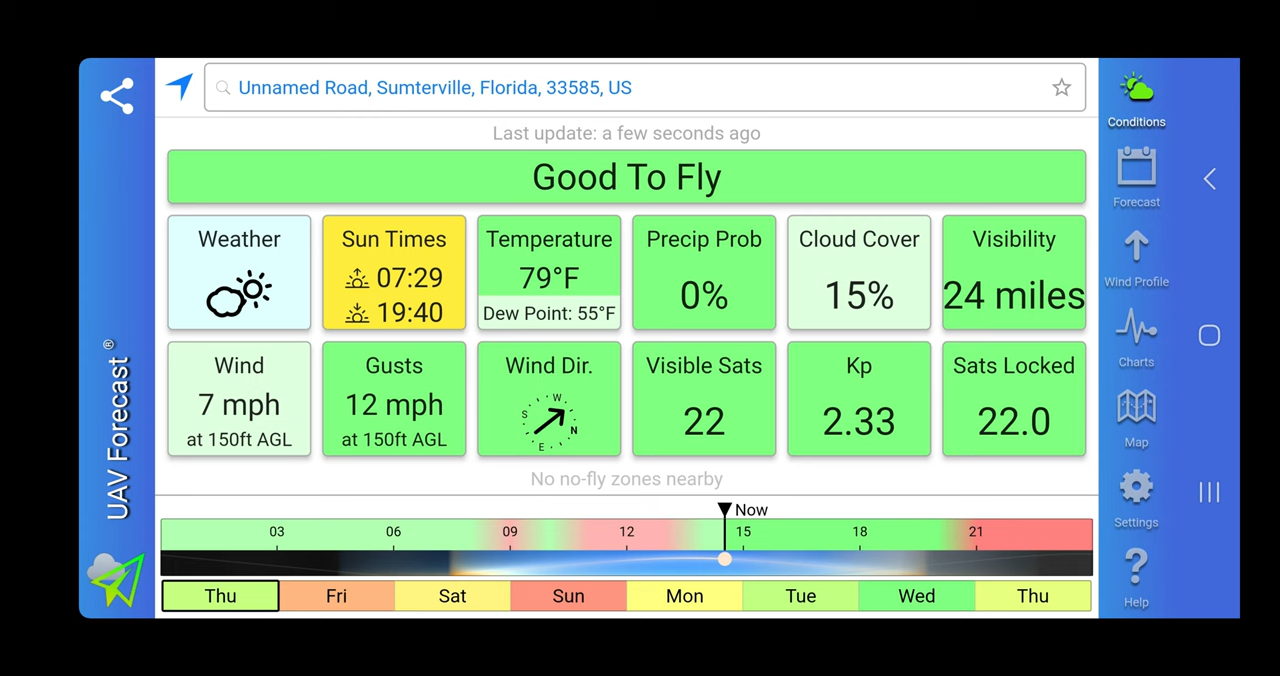 Unnamed Road, Sumterville, Florida, 33585, US
Last update: a few seconds ago
Good To Fly
Weather
Sun Times
07:29
19:40
Temperature
79°F
Dew Point: 55°F
Precip Prob
0%
Cloud Cover
15%
Visibility
24 miles
Wind
7 mph
at 150ft AGL
Gusts
12 mph
at 150ft AGL
Wind Dir.
W
S
N
E
Visible Sats
22
Kp
2.33
Sats Locked
22.0
No no-fly zones nearby
Now
03 06 09 12 15 18 21
Thu Fri Sat Sun Mon Tue Wed Thu
UAV Forecast®
Conditions
Forecast
Wind Profile
Charts
Map
Settings
Help